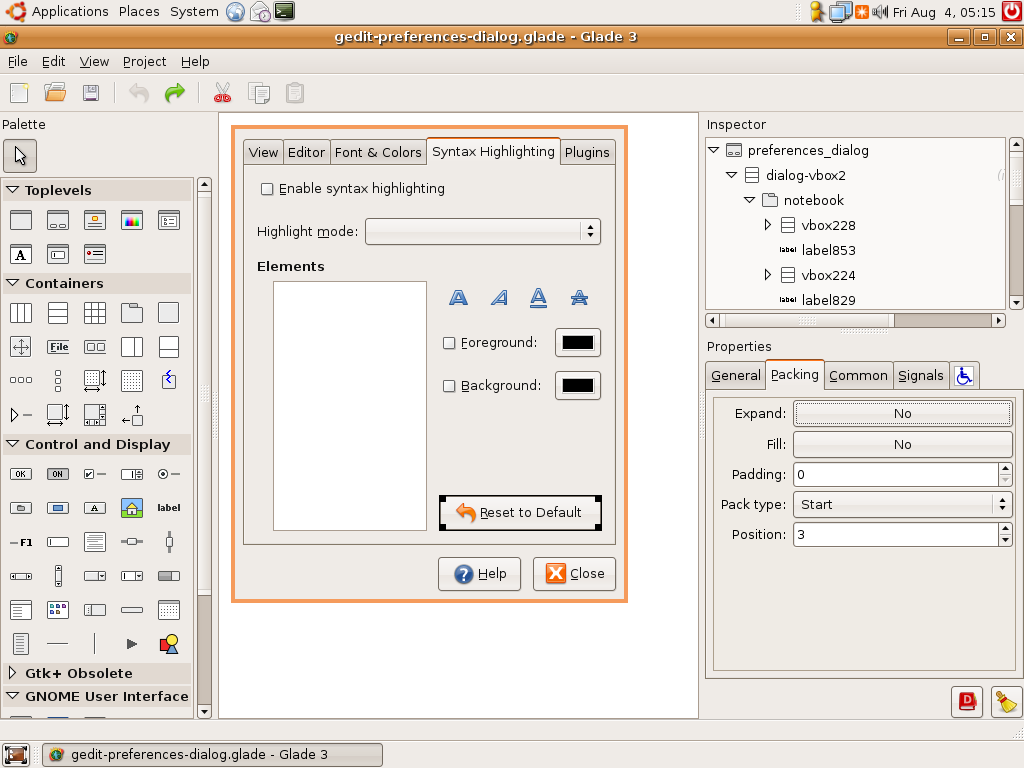 Applications Places System Fri Aug 4, 05:15
gedit-preferences-dialog.glade - Glade 3
File Edit View Project Help
Palette
Toplevels
A
Containers
File
Control and Display
OK ON
A label
F1
Gtk+ Obsolete
GNOME User Interface
View Editor Font & Colors Syntax Highlighting Plugins
Enable syntax highlighting
Highlight mode:
Elements
A A A A
Foreground:
Background:
Reset to Default
Help Close
Inspector
preferences_dialog
dialog-vbox2 (i
notebook
vbox228
label label853
vbox224
label label829
Properties
General Packing Common Signals
Expand: No
Fill: No
Padding: 0
Pack type: Start
Position: 3
D
gedit-preferences-dialog.glade - Glade 3